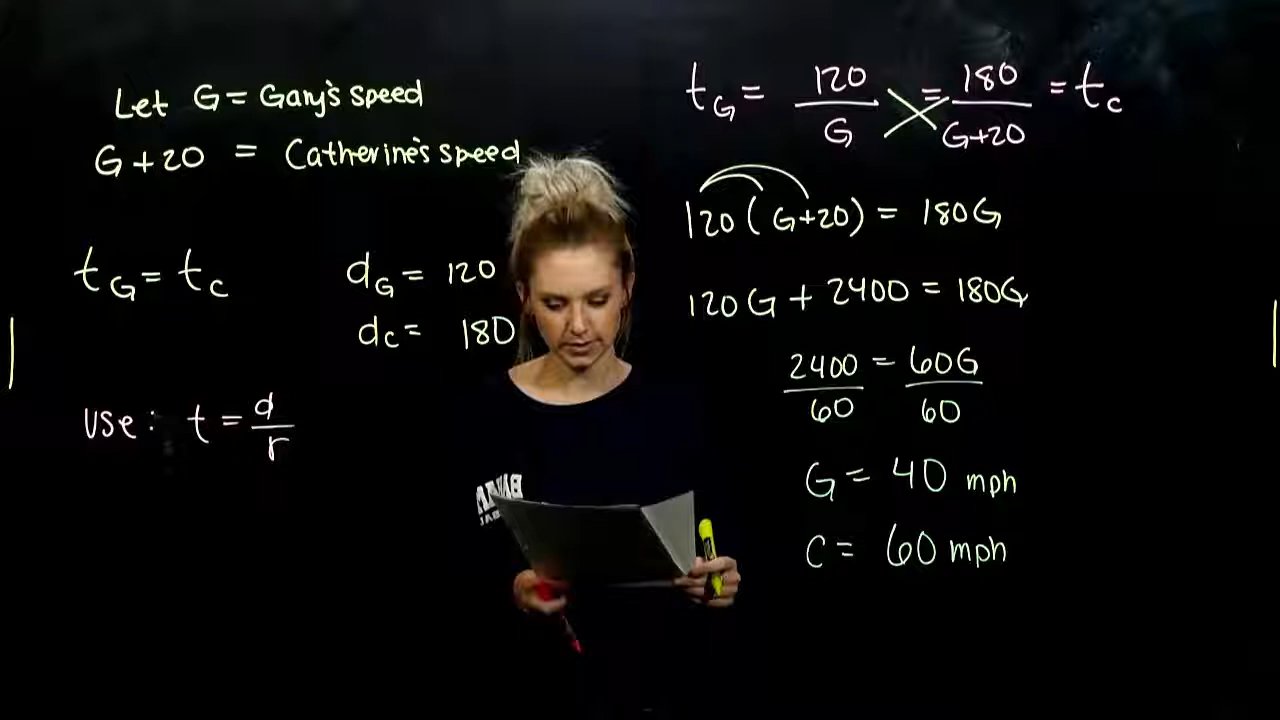 Let G = Gary's speed
G + 20 = Catherine's speed
t_G = t_C
d_G = 120
d_C = 180
Use: t = d/r
t_G = 120/G = 180/(G+20) = t_C
120(G+20) = 180G
120G + 2400 = 180G
2400/60 = 60G/60
G = 40 mph
C = 60 mph